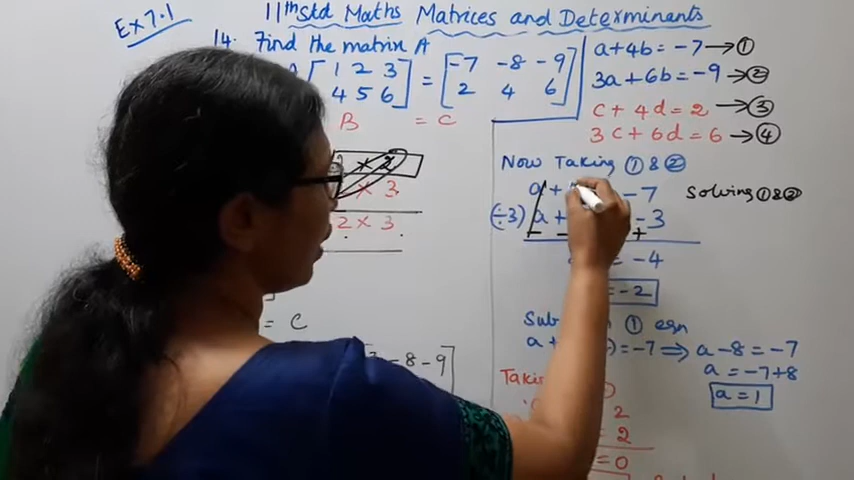 Ex 7.1
11th Std Maths Matrices and Determinants
14. Find the matrix A
[1 2 3
4 5 6] = [-7 -8 -9
2 4 6]
B = C
× 2
× 3
2 × 3
= C
-8 -9]
a+4b = -7 → ①
3a+6b = -9 → ②
c + 4d = 2 → ③
3c+6d = 6 → ④
Now Taking ① & ②
a+ -7 Solving ① & ②
(÷3) a+ -3
- - +
= -4
= -2
Sub ① eqn
a+ )=-7 ⇒ a-8 = -7
a = -7+8
a = 1
Taking
2
= 2
= 0